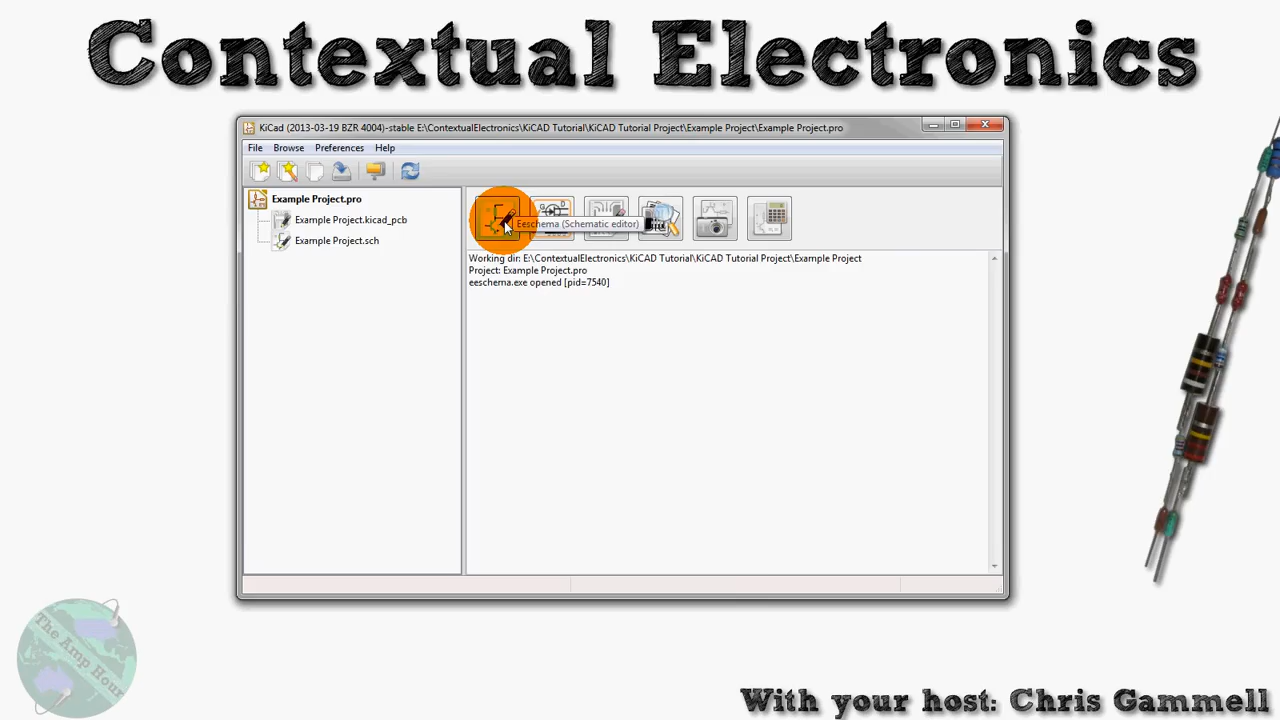 Contextual Electronics
KiCad (2013-03-19 BZR 4004)-stable E:\ContextualElectronics\KiCAD Tutorial\KiCAD Tutorial Project\Example Project\Example Project.pro
File Browse Preferences Help
Example Project.pro
Example Project.kicad_pcb
Example Project.sch
Eeschema (Schematic editor)
Working dir: E:\ContextualElectronics\KiCAD Tutorial\KiCAD Tutorial Project\Example Project
Project: Example Project.pro
eeschema.exe opened [pid=7540]
The Amp Hour
With your host: Chris Gammell